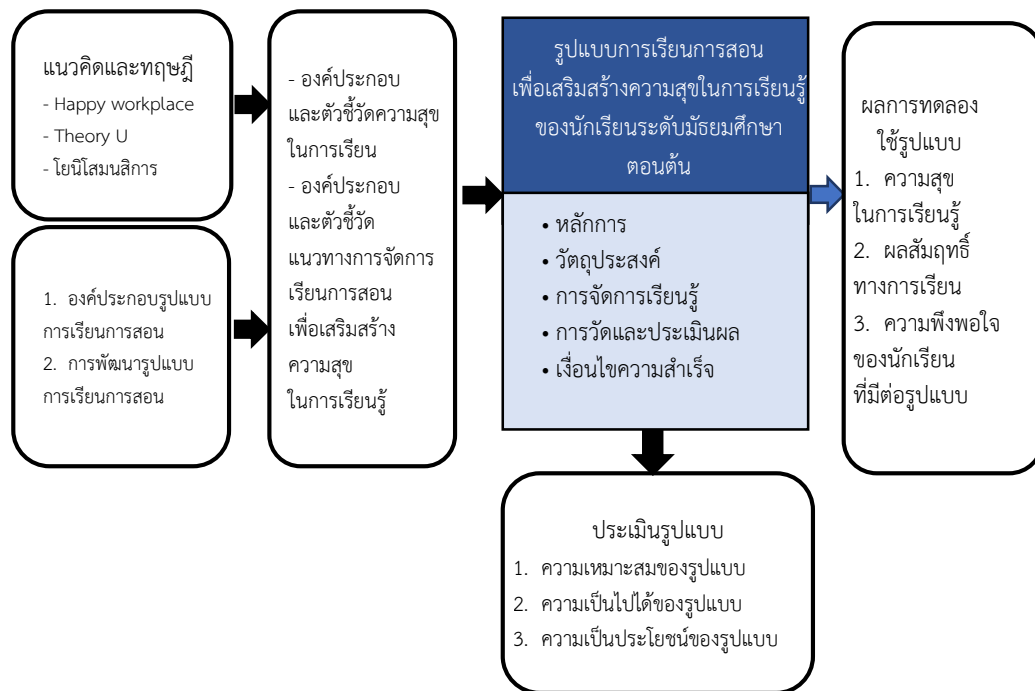 แนวคิดและทฤษฎี
- Happy workplace
- Theory U
- โยนิโสมนสิการ
1. องค์ประกอบรูปแบบ
การเรียนการสอน
2. การพัฒนารูปแบบ
การเรียนการสอน
- องค์ประกอบ
และตัวชี้วัดความสุข
ในการเรียน
- องค์ประกอบ
และตัวชี้วัด
แนวทางการจัดการ
เรียนการสอน
เพื่อเสริมสร้าง
ความสุข
ในการเรียนรู้
รูปแบบการเรียนการสอน
เพื่อเสริมสร้างความสุขในการเรียนรู้
ของนักเรียนระดับมัธยมศึกษา
ตอนต้น
• หลักการ
• วัตถุประสงค์
• การจัดการเรียนรู้
• การวัดและประเมินผล
• เงื่อนไขความสำเร็จ
ผลการทดลอง
ใช้รูปแบบ
1. ความสุข
ในการเรียนรู้
2. ผลสัมฤทธิ์
ทางการเรียน
3. ความพึงพอใจ
ของนักเรียน
ที่มีต่อรูปแบบ
ประเมินรูปแบบ
1. ความเหมาะสมของรูปแบบ
2. ความเป็นไปได้ของรูปแบบ
3. ความเป็นประโยชน์ของรูปแบบ